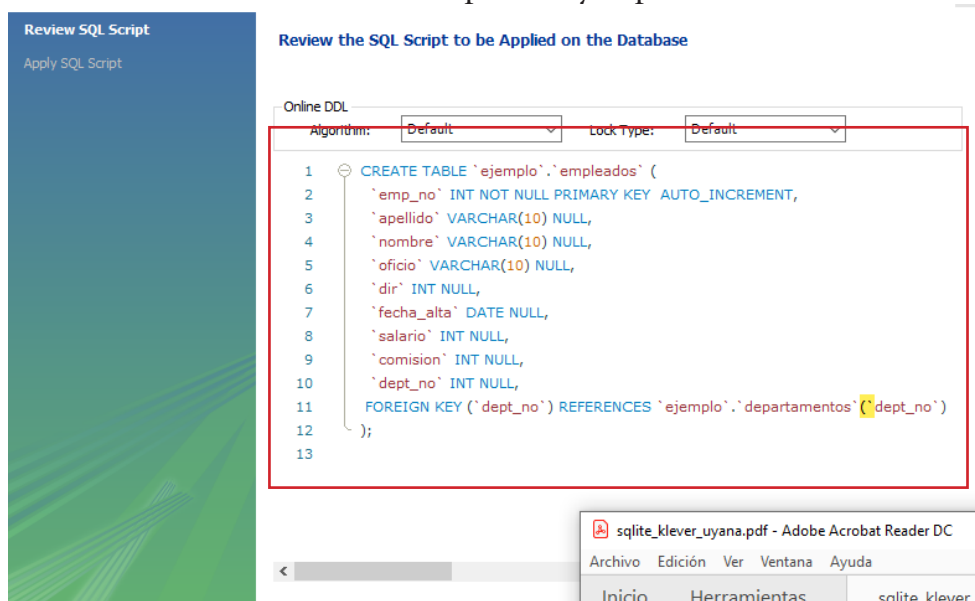 Review SQL Script
Apply SQL Script
Review the SQL Script to be Applied on the Database
Online DDL
Algorithm: Default Lock Type: Default
1 CREATE TABLE `ejemplo`.`empleados` (
2 `emp_no` INT NOT NULL PRIMARY KEY AUTO_INCREMENT,
3 `apellido` VARCHAR(10) NULL,
4 `nombre` VARCHAR(10) NULL,
5 `oficio` VARCHAR(10) NULL,
6 `dir` INT NULL,
7 `fecha_alta` DATE NULL,
8 `salario` INT NULL,
9 `comision` INT NULL,
10 `dept_no` INT NULL,
11 FOREIGN KEY (`dept_no`) REFERENCES `ejemplo`.`departamentos`(`dept_no`)
12 );
13
sqlite_klever_uyana.pdf - Adobe Acrobat Reader DC
Archivo Edición Ver Ventana Ayuda
Inicio Herramientas sqlite_klever